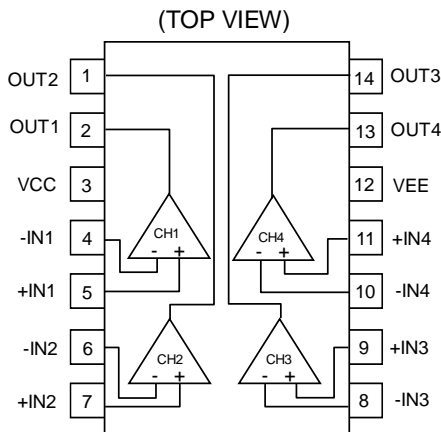 (TOP VIEW)
OUT2 1 14 OUT3
OUT1 2 13 OUT4
VCC 3 12 VEE
CH1 CH4
-IN1 4 - + - + 11 +IN4
+IN1 5 10 -IN4
-IN2 6 CH2 CH3 9 +IN3
- + - +
+IN2 7 8 -IN3